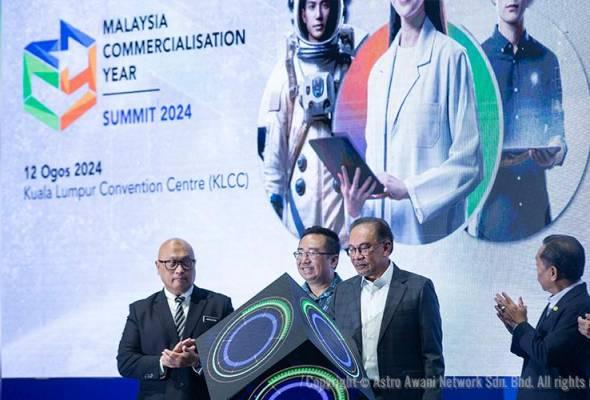 MALAYSIA
COMMERCIALISATION
YEAR
SUMMIT 2024
12 Ogos 2024
Kuala Lumpur Convention Centre (KLCC)
Copyright © Astro Awani Network Sdn. Bhd. All rights